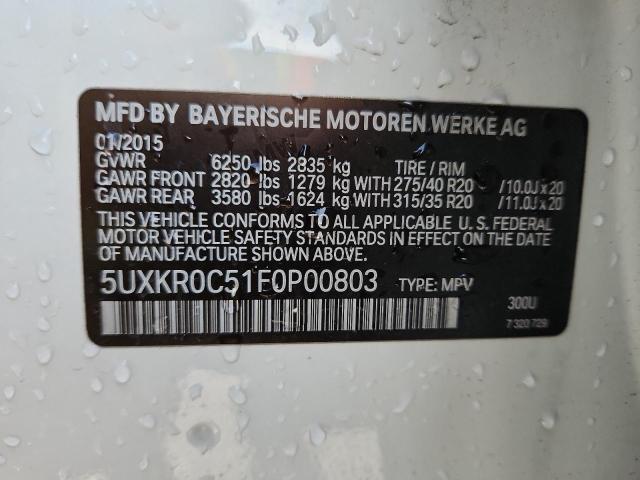 MFD BY BAYERISCHE MOTOREN WERKE AG
01/2015
GVWR 6250 lbs 2835 kg TIRE / RIM
GAWR FRONT 2820 lbs 1279 kg WITH 275/40 R20 / 10.0J x 20
GAWR REAR 3580 lbs 1624 kg WITH 315/35 R20 / 11.0J x 20
THIS VEHICLE CONFORMS TO ALL APPLICABLE U. S. FEDERAL
MOTOR VEHICLE SAFETY STANDARDS IN EFFECT ON THE DATE
OF MANUFACTURE SHOWN ABOVE.
5UXKR0C51F0P00803 TYPE: MPV
300U
7 320 729